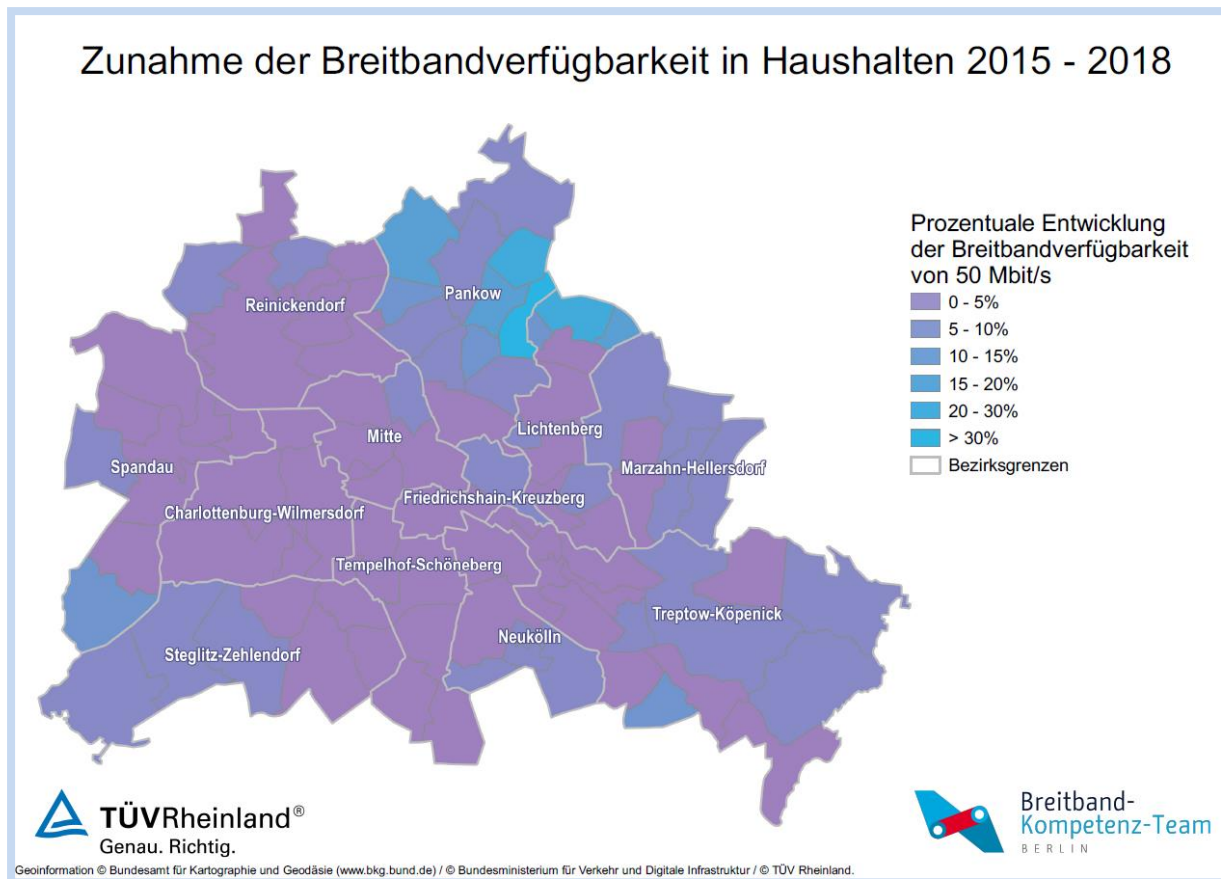 Zunahme der Breitbandverfügbarkeit in Haushalten 2015 - 2018
Prozentuale Entwicklung
der Breitbandverfügbarkeit
von 50 Mbit/s
0 - 5%
5 - 10%
10 - 15%
15 - 20%
20 - 30%
> 30%
Bezirksgrenzen
Reinickendorf
Pankow
Mitte
Lichtenberg
Spandau
Marzahn-Hellersdorf
Friedrichshain-Kreuzberg
Charlottenburg-Wilmersdorf
Tempelhof-Schöneberg
Treptow-Köpenick
Neukölln
Steglitz-Zehlendorf
TÜVRheinland®
Genau. Richtig.
Breitband-
Kompetenz-Team
BERLIN
Geoinformation © Bundesamt für Kartographie und Geodäsie (www.bkg.bund.de) / © Bundesministerium für Verkehr und Digitale Infrastruktur / © TÜV Rheinland.